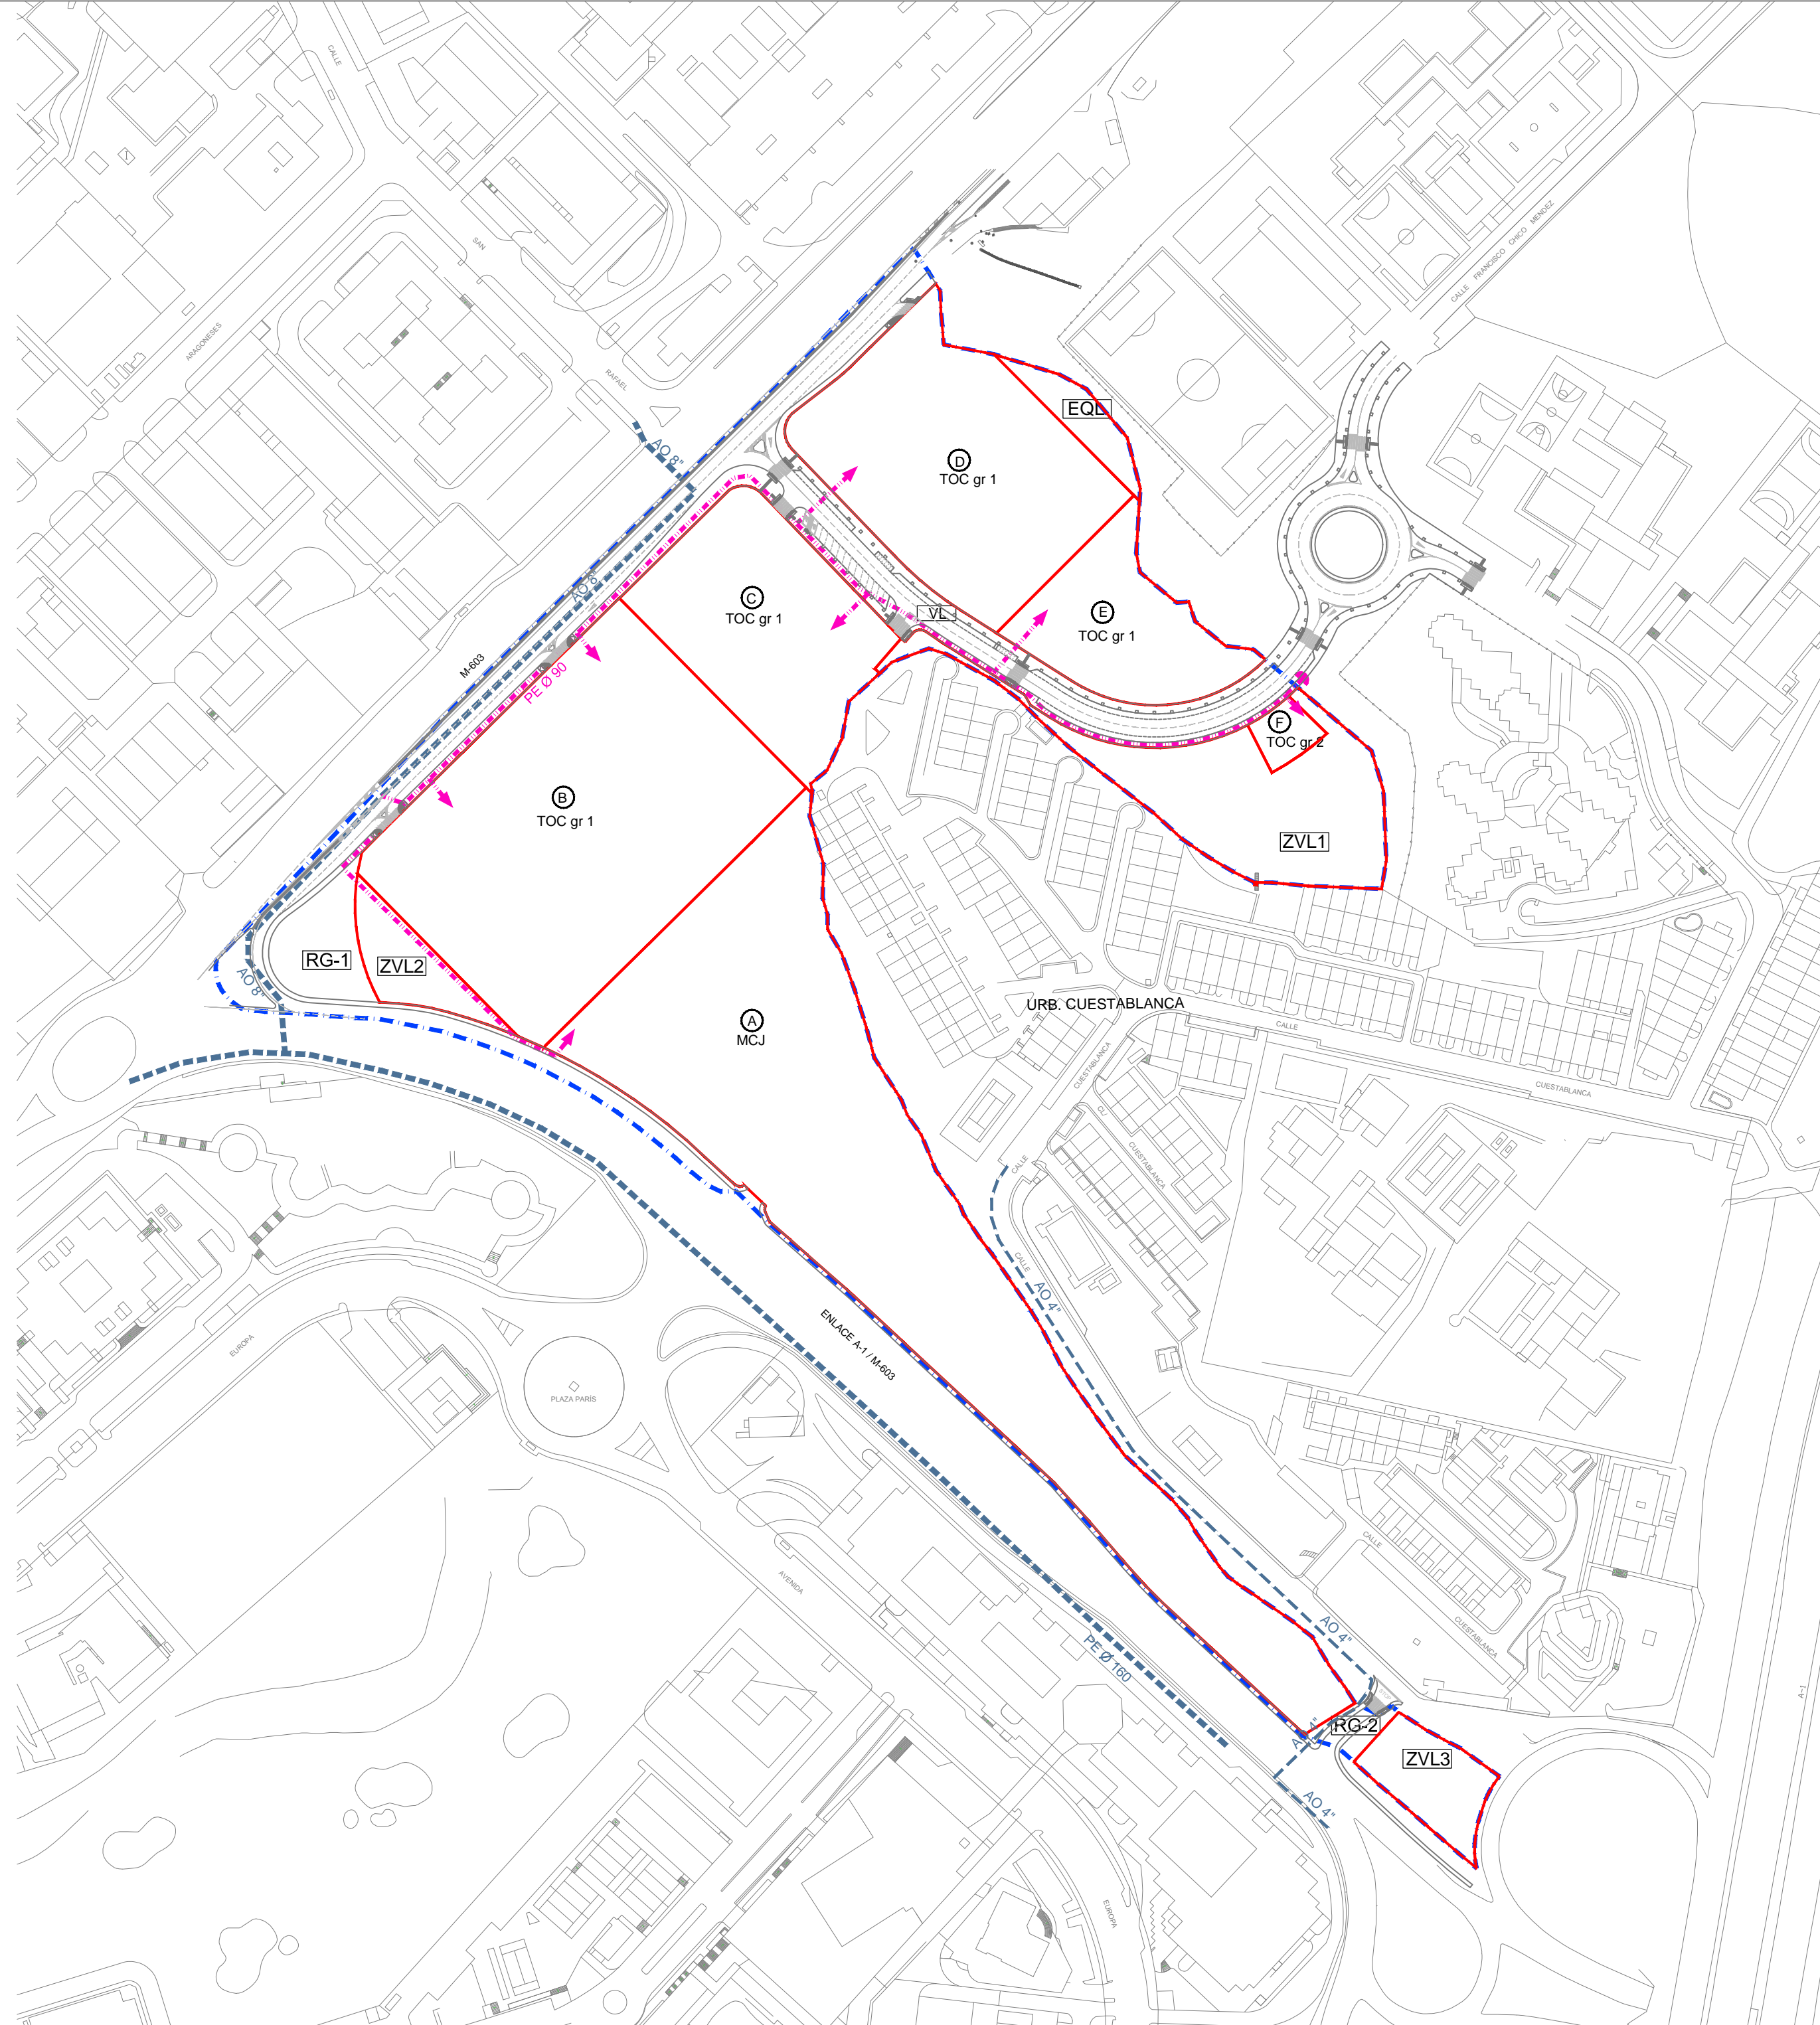 CALLE
SAN
ARAGONESES
RAFAEL
CALLE FRANCISCO CHICO MENDEZ
EQL
AO 8"
D
TOC gr 1
AO 8"
C
TOC gr 1
VL
E
TOC gr 1
M-603
PE Ø 90
F
TOC gr 2
B
TOC gr 1
ZVL1
RG-1
ZVL2
AO 8"
A
MCJ
URB. CUESTABLANCA
CALLE
CUESTABLANCA
CUESTABLANCA
C/
CUESTABLANCA
CALLE
CALLE
AO 4"
ENLACE A-1 / M-603
EUROPA
PLAZA PARÍS
AVENIDA
CALLE
CUESTABLANCA
AO 4"
PE Ø 160
A-1
RG-2
ZVL3
AO 4"
EUROPA